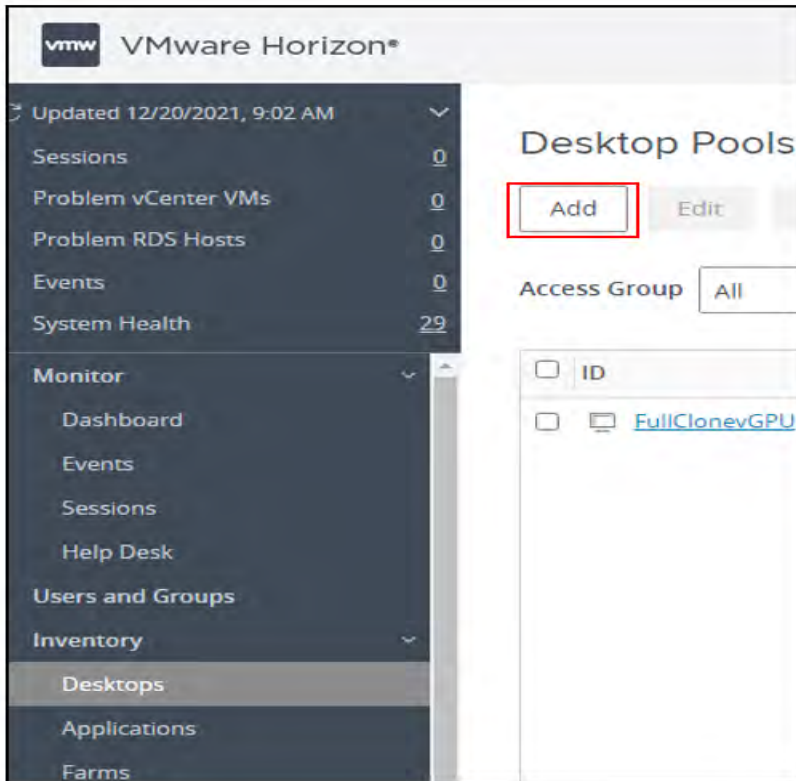 vmw VMware Horizon®
Updated 12/20/2021, 9:02 AM
Sessions 0
Problem vCenter VMs 0
Problem RDS Hosts 0
Events 0
System Health 29
Monitor
Dashboard
Events
Sessions
Help Desk
Users and Groups
Inventory
Desktops
Applications
Farms
Desktop Pools
Add Edit
Access Group All
ID
FullClonevGPU